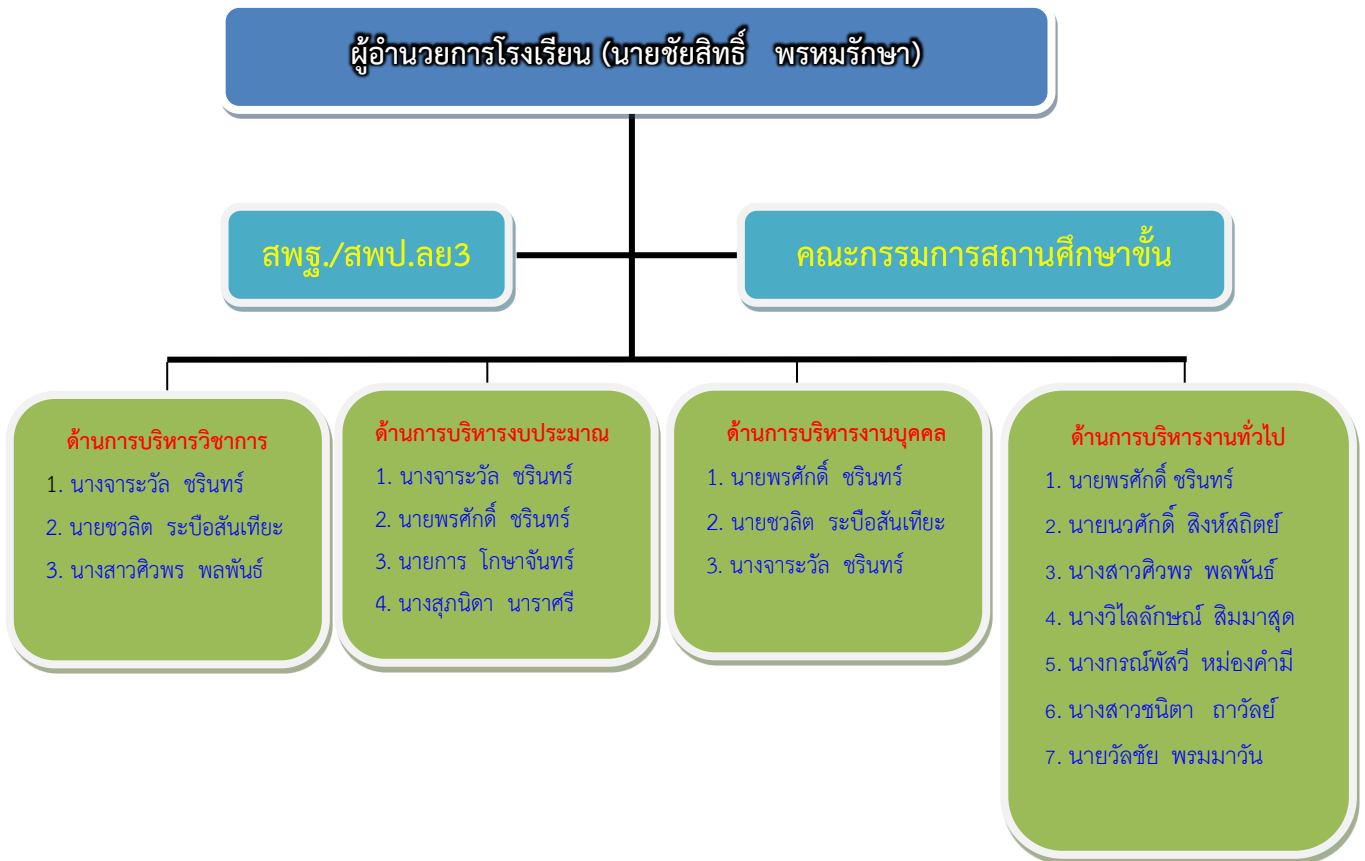 ผู้อำนวยการโรงเรียน (นายชัยสิทธิ์ พรหมรักษา)
สพฐ./สพป.ลย3
คณะกรรมการสถานศึกษาขั้น
ด้านการบริหารวิชาการ
1. นางจาระวัล ชรินทร์
2. นายชวลิต ระบือสันเทียะ
3. นางสาวศิวพร พลพันธ์
ด้านการบริหารงบประมาณ
1. นางจาระวัล ชรินทร์
2. นายพรศักดิ์ ชรินทร์
3. นายการ โกษาจันทร์
4. นางสุภนิดา นาราศรี
ด้านการบริหารงานบุคคล
1. นายพรศักดิ์ ชรินทร์
2. นายชวลิต ระบือสันเทียะ
3. นางจาระวัล ชรินทร์
ด้านการบริหารงานทั่วไป
1. นายพรศักดิ์ ชรินทร์
2. นายนวศักดิ์ สิงห์สถิตย์
3. นางสาวศิวพร พลพันธ์
4. นางวิไลลักษณ์ สิมมาสุด
5. นางกรณ์พัสวี หม่องคำมี
6. นางสาวชนิตา ถาวัลย์
7. นายวัลชัย พรมมาวัน